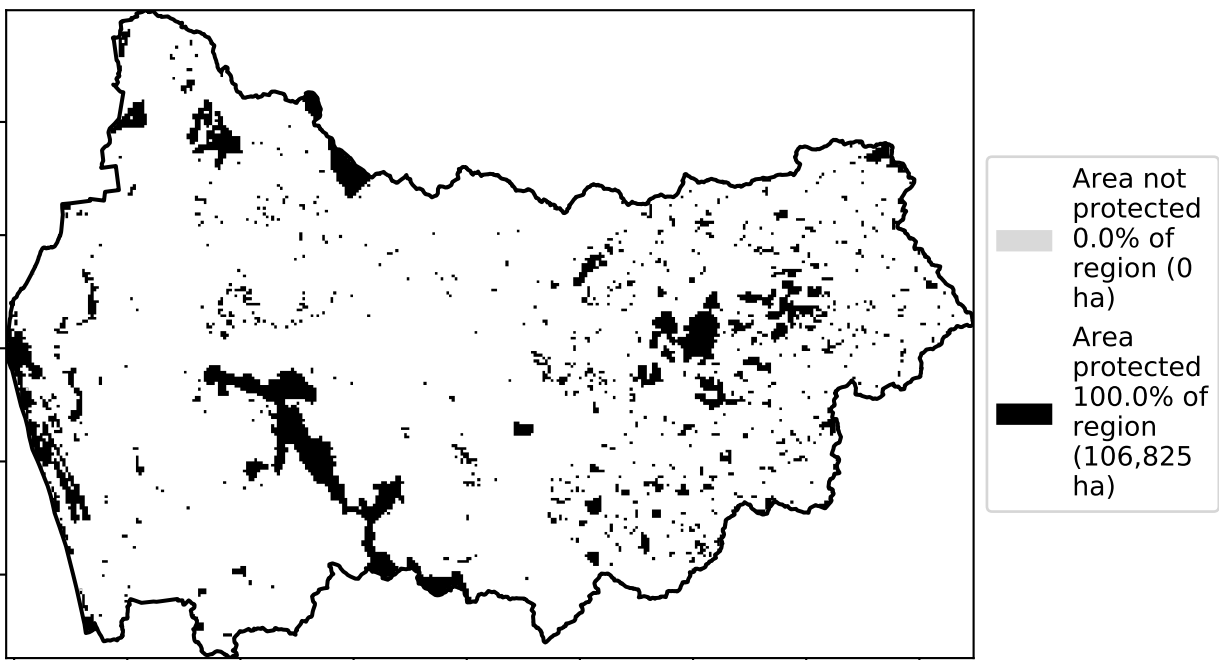 Area not
protected
0.0% of
region (0
ha)
Area
protected
100.0% of
region
(106,825
ha)